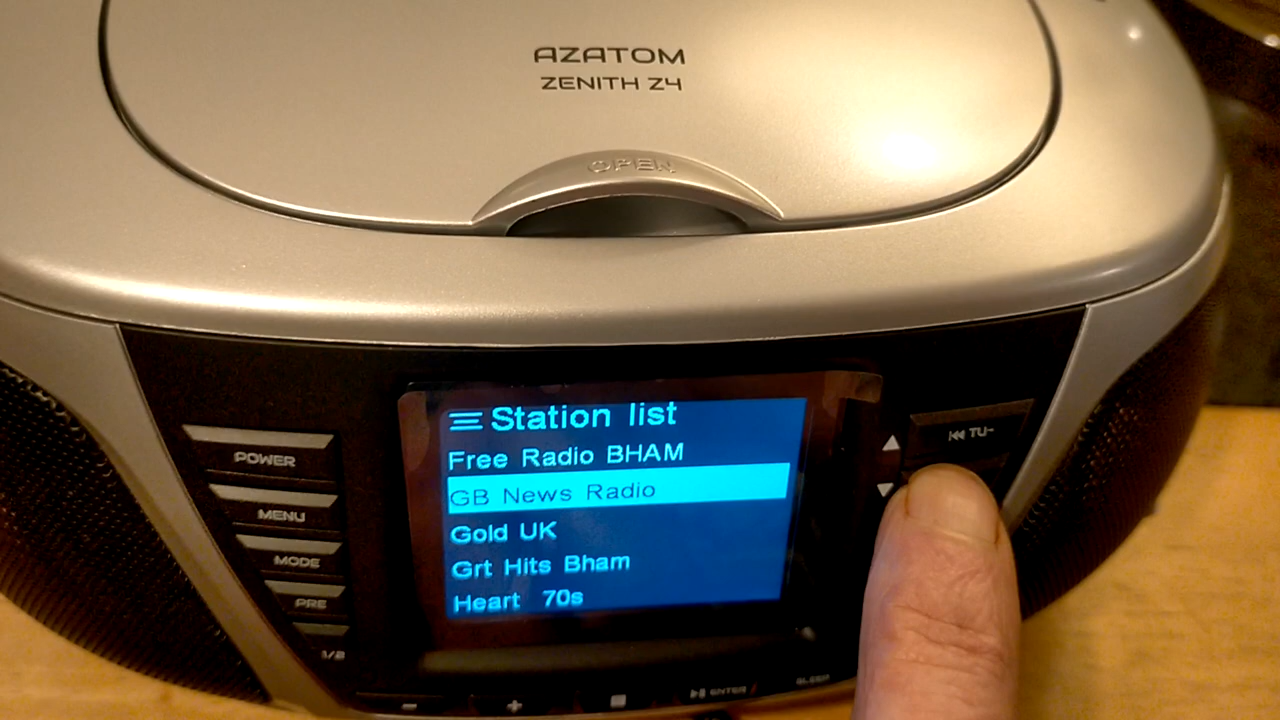 AZATOM
ZENITH Z4
OPEN
Station list
Free Radio BHAM
GB News Radio
Gold UK
Grt Hits Bham
Heart 70s
POWER
MENU
MODE
PRE
1/2
TU-
ENTER
SLEEP